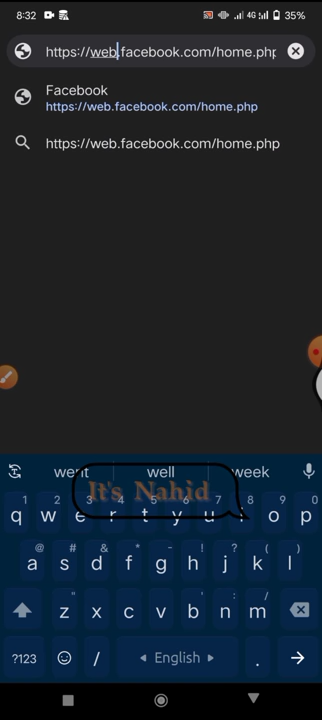 8:32 4G 35%
https://web.facebook.com/home.php
Facebook
https://web.facebook.com/home.php
https://web.facebook.com/home.php
went well week
It's Nahid
1 2 3 4 5 6 7 8 9 0
q w e r t y u i o p
@ # & * - + = ( )
a s d f g h j k l
z x c v b n m
?123 / English .